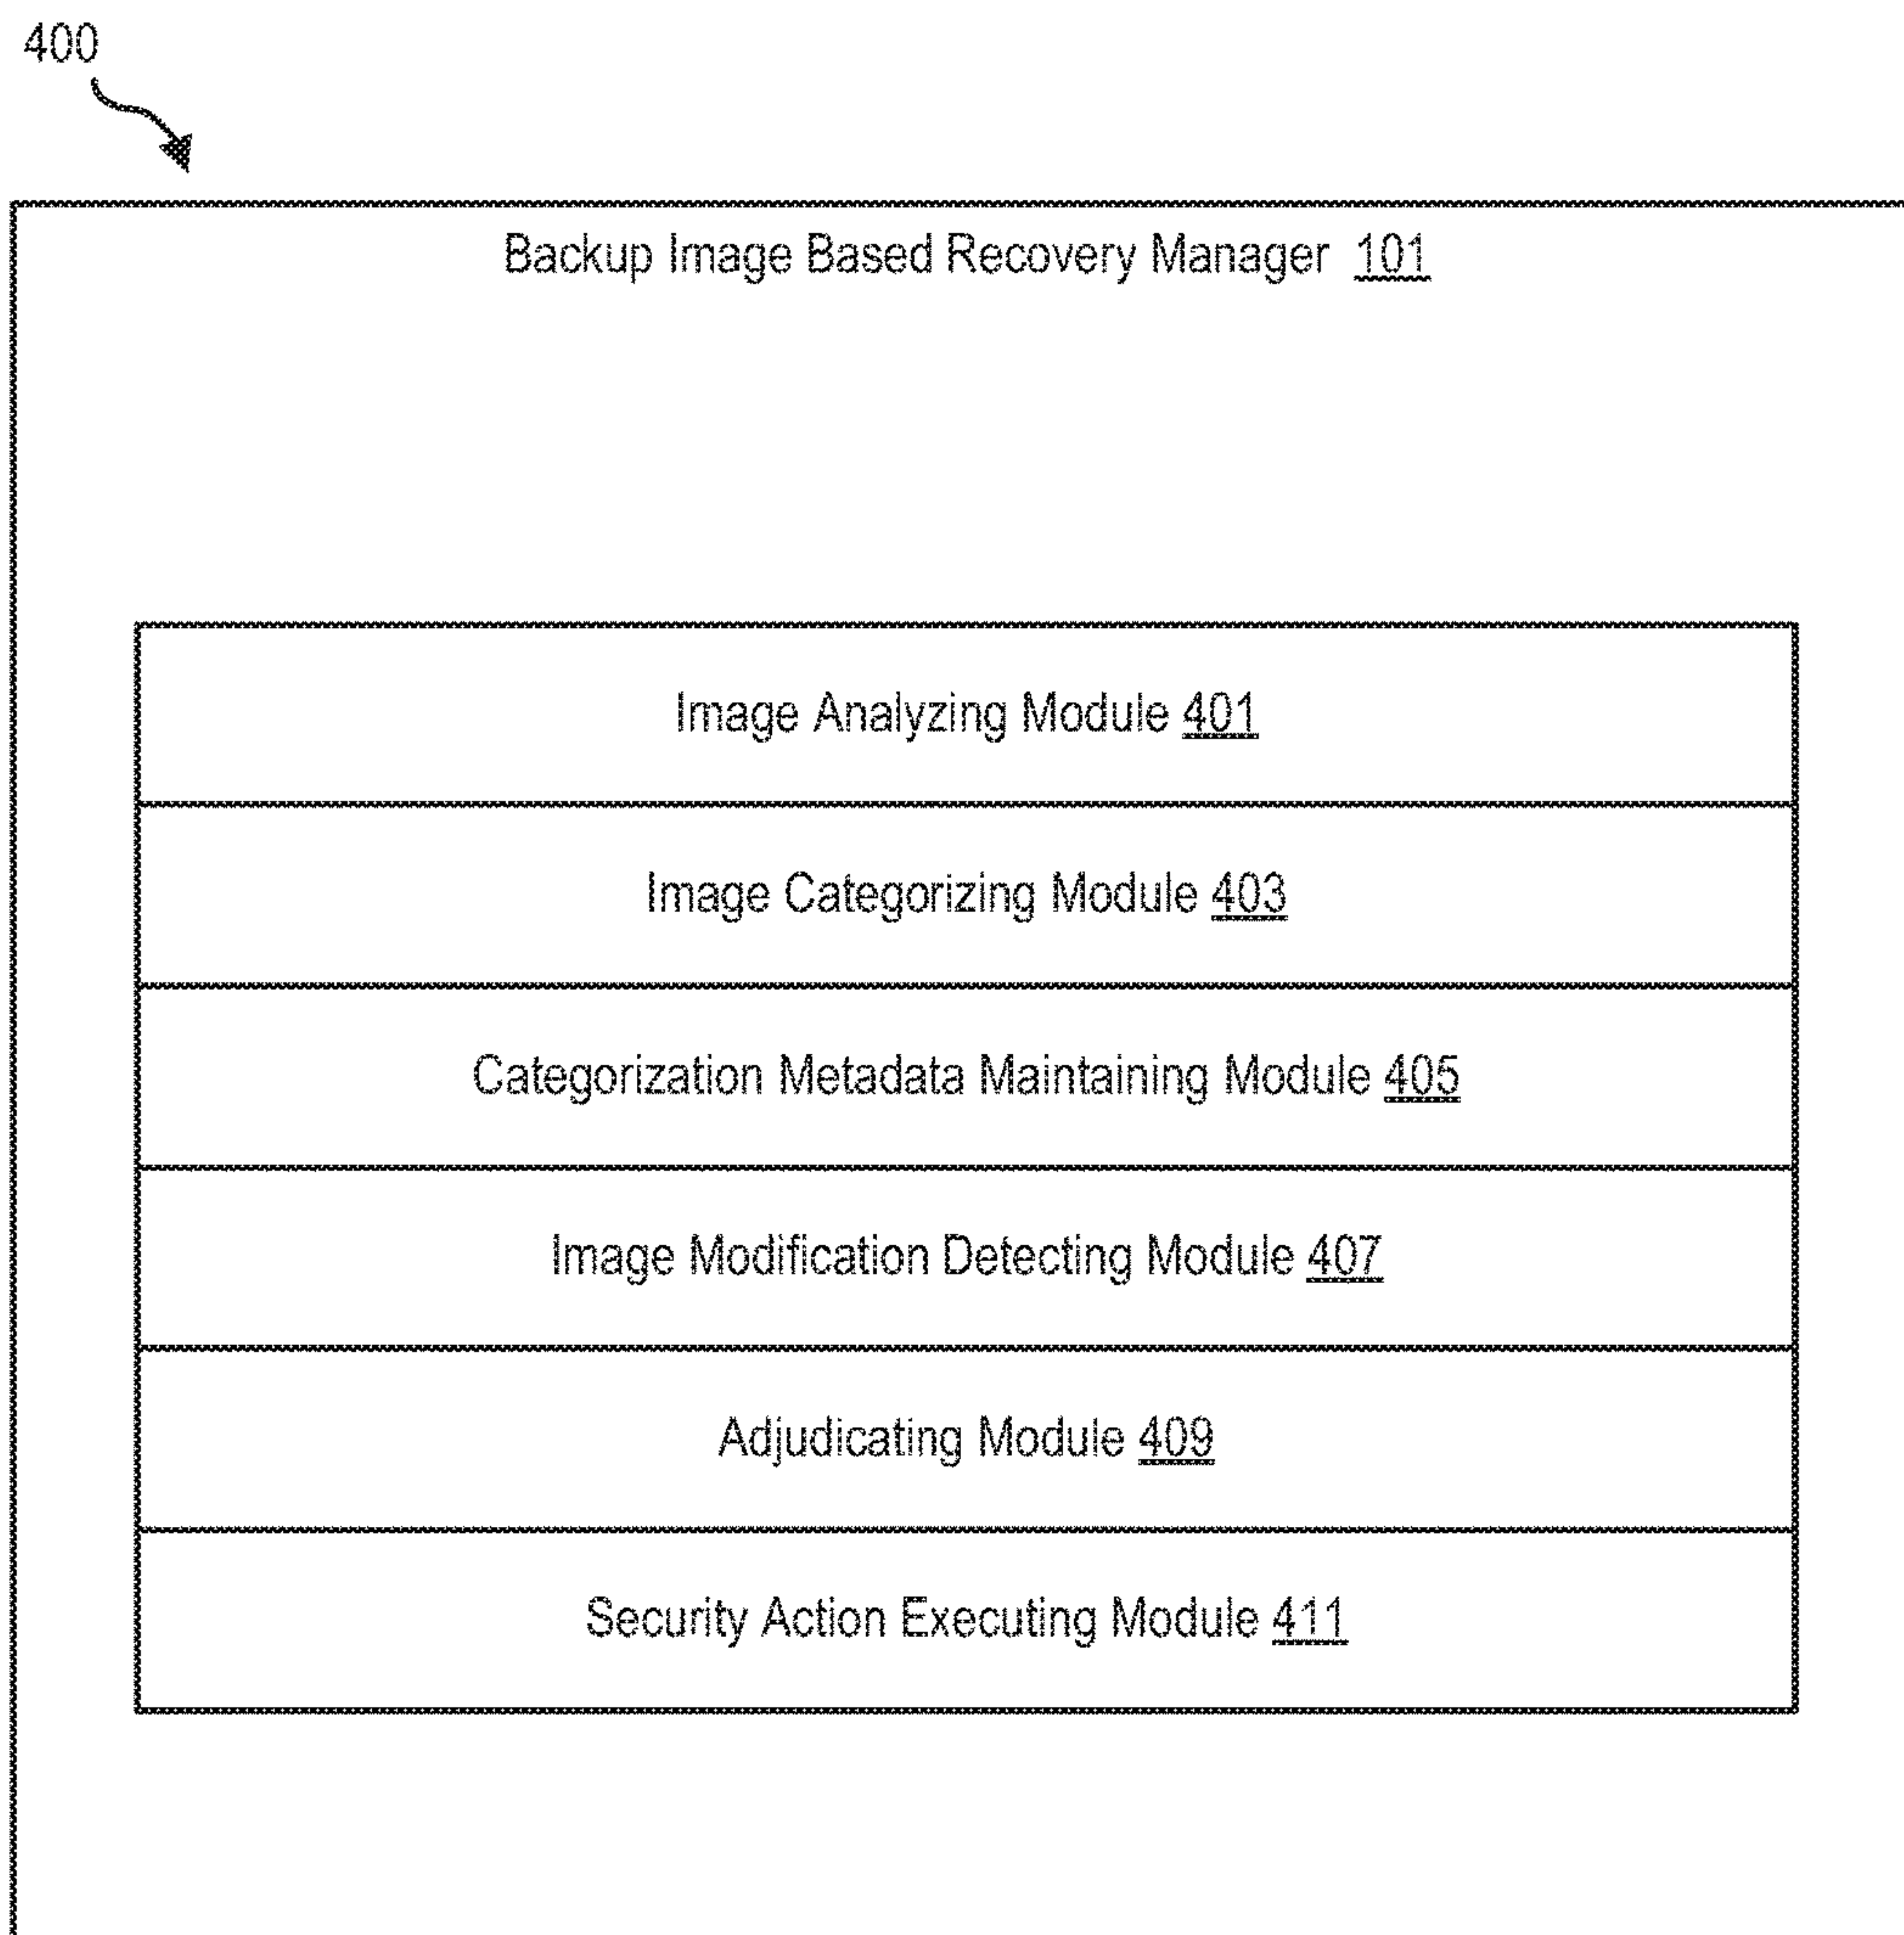 400
Backup Image Based Recovery Manager 101
Image Analyzing Module 401
Image Categorizing Module 403
Categorization Metadata Maintaining Module 405
Image Modification Detecting Module 407
Adjudicating Module 409
Security Action Executing Module 411